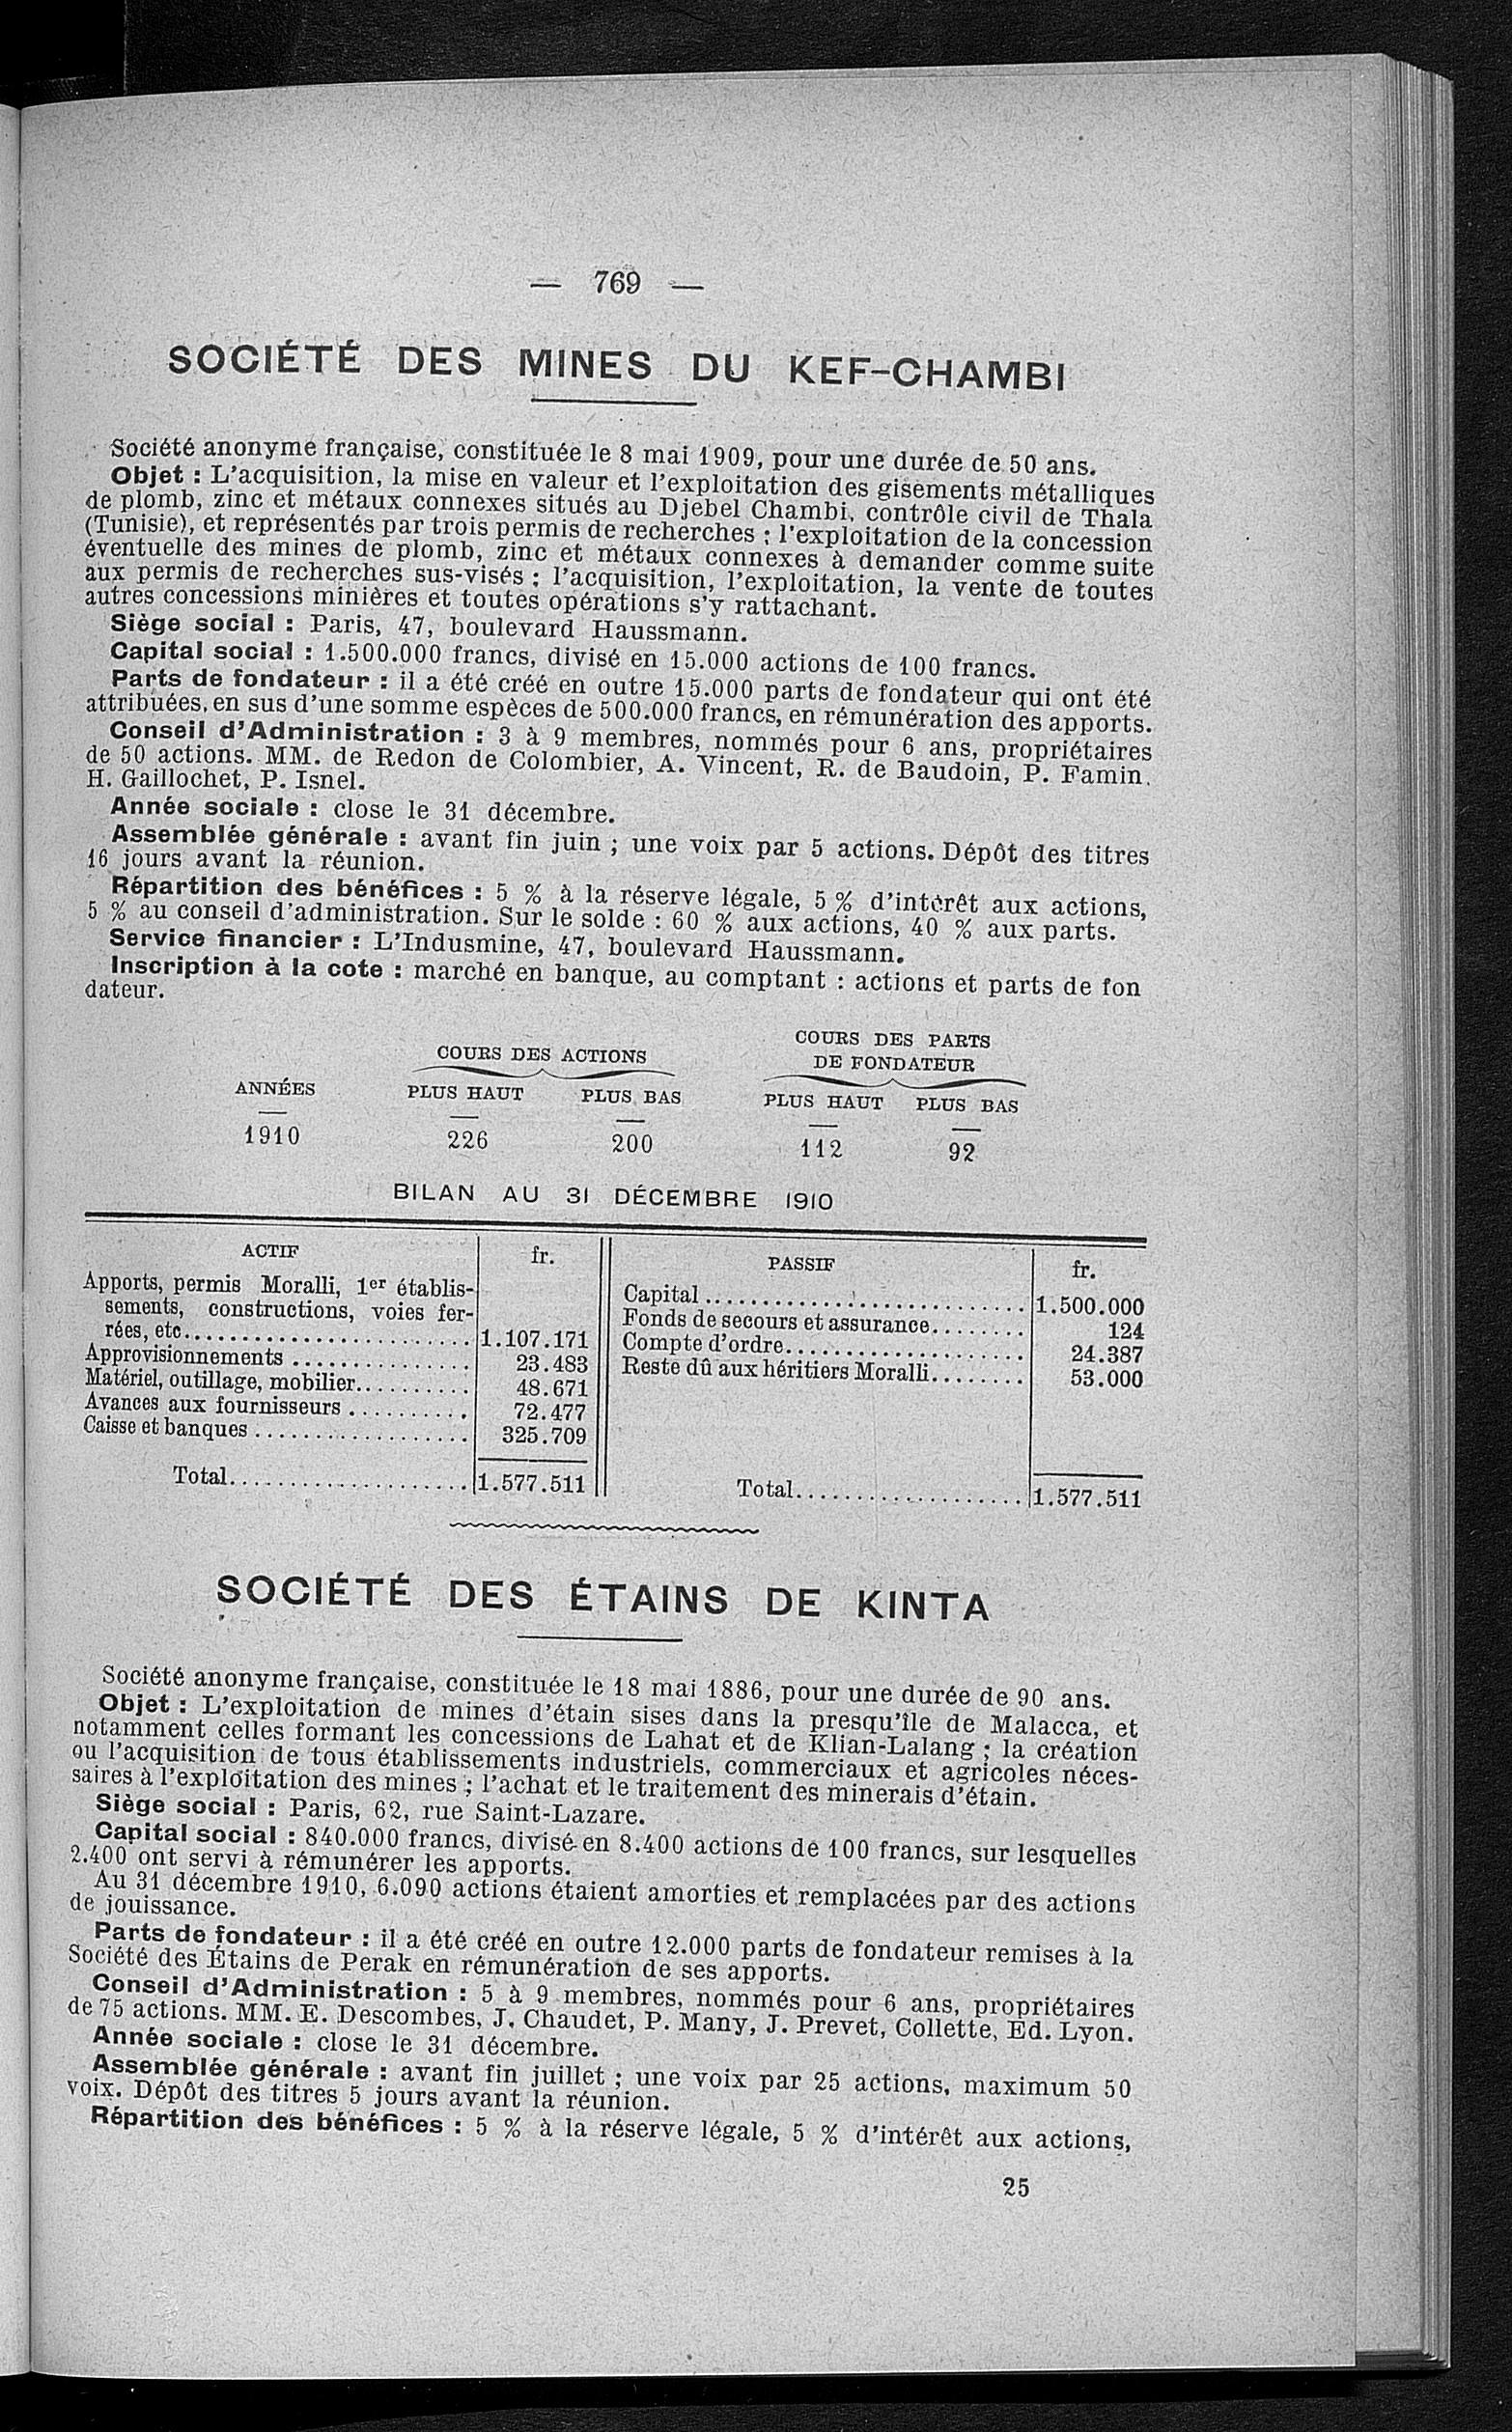 — 769 —
SOCIÉTÉ DES MINES DU KEF-CHAMBI
Société anonyme française, constituée le 8 mai 1909, pour une durée de 50 ans.
Objet : L'acquisition, la mise en valeur et l'exploitation des gisements métalliques
de plomb, zinc et métaux connexes situés au Djebel Chambi, contrôle civil de Thala
(Tunisie), et représentés par trois permis de recherches ; l'exploitation de la concession
éventuelle des mines de plomb, zinc et métaux connexes à demander comme suite
aux permis de recherches sus-visés ; l'acquisition, l'exploitation, la vente de toutes
autres concessions minières et toutes opérations s'y rattachant.
Siège social : Paris, 47, boulevard Haussmann.
Capital social : 1.500.000 francs, divisé en 15.000 actions de 100 francs.
Parts de fondateur : il a été créé en outre 15.000 parts de fondateur qui ont été
attribuées, en sus d'une somme espèces de 500.000 francs, en rémunération des apports.
Conseil d'Administration : 3 à 9 membres, nommés pour 6 ans, propriétaires
de 50 actions. MM. de Redon de Colombier, A. Vincent, R. de Baudoin, P. Famin.
H. Gaillochet, P. Isnel.
Année sociale : close le 31 décembre.
Assemblée générale : avant fin juin ; une voix par 5 actions. Dépôt des titres
16 jours avant la réunion.
Répartition des bénéfices : 5 % à la réserve légale, 5 % d'intérêt aux actions,
5 % au conseil d'administration. Sur le solde : 60 % aux actions, 40 % aux parts.
Service financier : L'Indusmine, 47, boulevard Haussmann.
Inscription à la cote : marché en banque, au comptant : actions et parts de fon
dateur.
COURS DES ACTIONS COURS DES PARTS
DE FONDATEUR
ANNÉES PLUS HAUT PLUS BAS PLUS HAUT PLUS BAS
1910 226 200 112 92
BILAN AU 31 DÉCEMBRE 1910
ACTIF fr. PASSIF fr.
Apports, permis Moralli, 1er établis-
sements, constructions, voies fer-
rées, etc........................ 1.107.171
Approvisionnements ............... 23.483
Matériel, outillage, mobilier.......... 48.671
Avances aux fournisseurs .......... 72.477
Caisse et banques .................. 325.709
Total..................... 1.577.511
Capital ............................ 1.500.000
Fonds de secours et assurance........ 124
Compte d'ordre..................... 24.387
Reste dû aux héritiers Moralli........ 53.000
Total.................... 1.577.511
SOCIÉTÉ DES ÉTAINS DE KINTA
Société anonyme française, constituée le 18 mai 1886, pour une durée de 90 ans.
Objet : L'exploitation de mines d'étain sises dans la presqu'île de Malacca, et
notamment celles formant les concessions de Lahat et de Klian-Lalang ; la création
ou l'acquisition de tous établissements industriels, commerciaux et agricoles néces-
saires à l'exploitation des mines ; l'achat et le traitement des minerais d'étain.
Siège social : Paris, 62, rue Saint-Lazare.
Capital social : 840.000 francs, divisé en 8.400 actions de 100 francs, sur lesquelles
2.400 ont servi à rémunérer les apports.
Au 31 décembre 1910, 6.090 actions étaient amorties et remplacées par des actions
de jouissance.
Parts de fondateur : il a été créé en outre 12.000 parts de fondateur remises à la
Société des Étains de Perak en rémunération de ses apports.
Conseil d'Administration : 5 à 9 membres, nommés pour 6 ans, propriétaires
de 75 actions. MM. E. Descombes, J. Chaudet, P. Many, J. Prevet, Collette, Ed. Lyon.
Année sociale : close le 31 décembre.
Assemblée générale : avant fin juillet ; une voix par 25 actions, maximum 50
voix. Dépôt des titres 5 jours avant la réunion.
Répartition des bénéfices : 5 % à la réserve légale, 5 % d'intérêt aux actions,
25